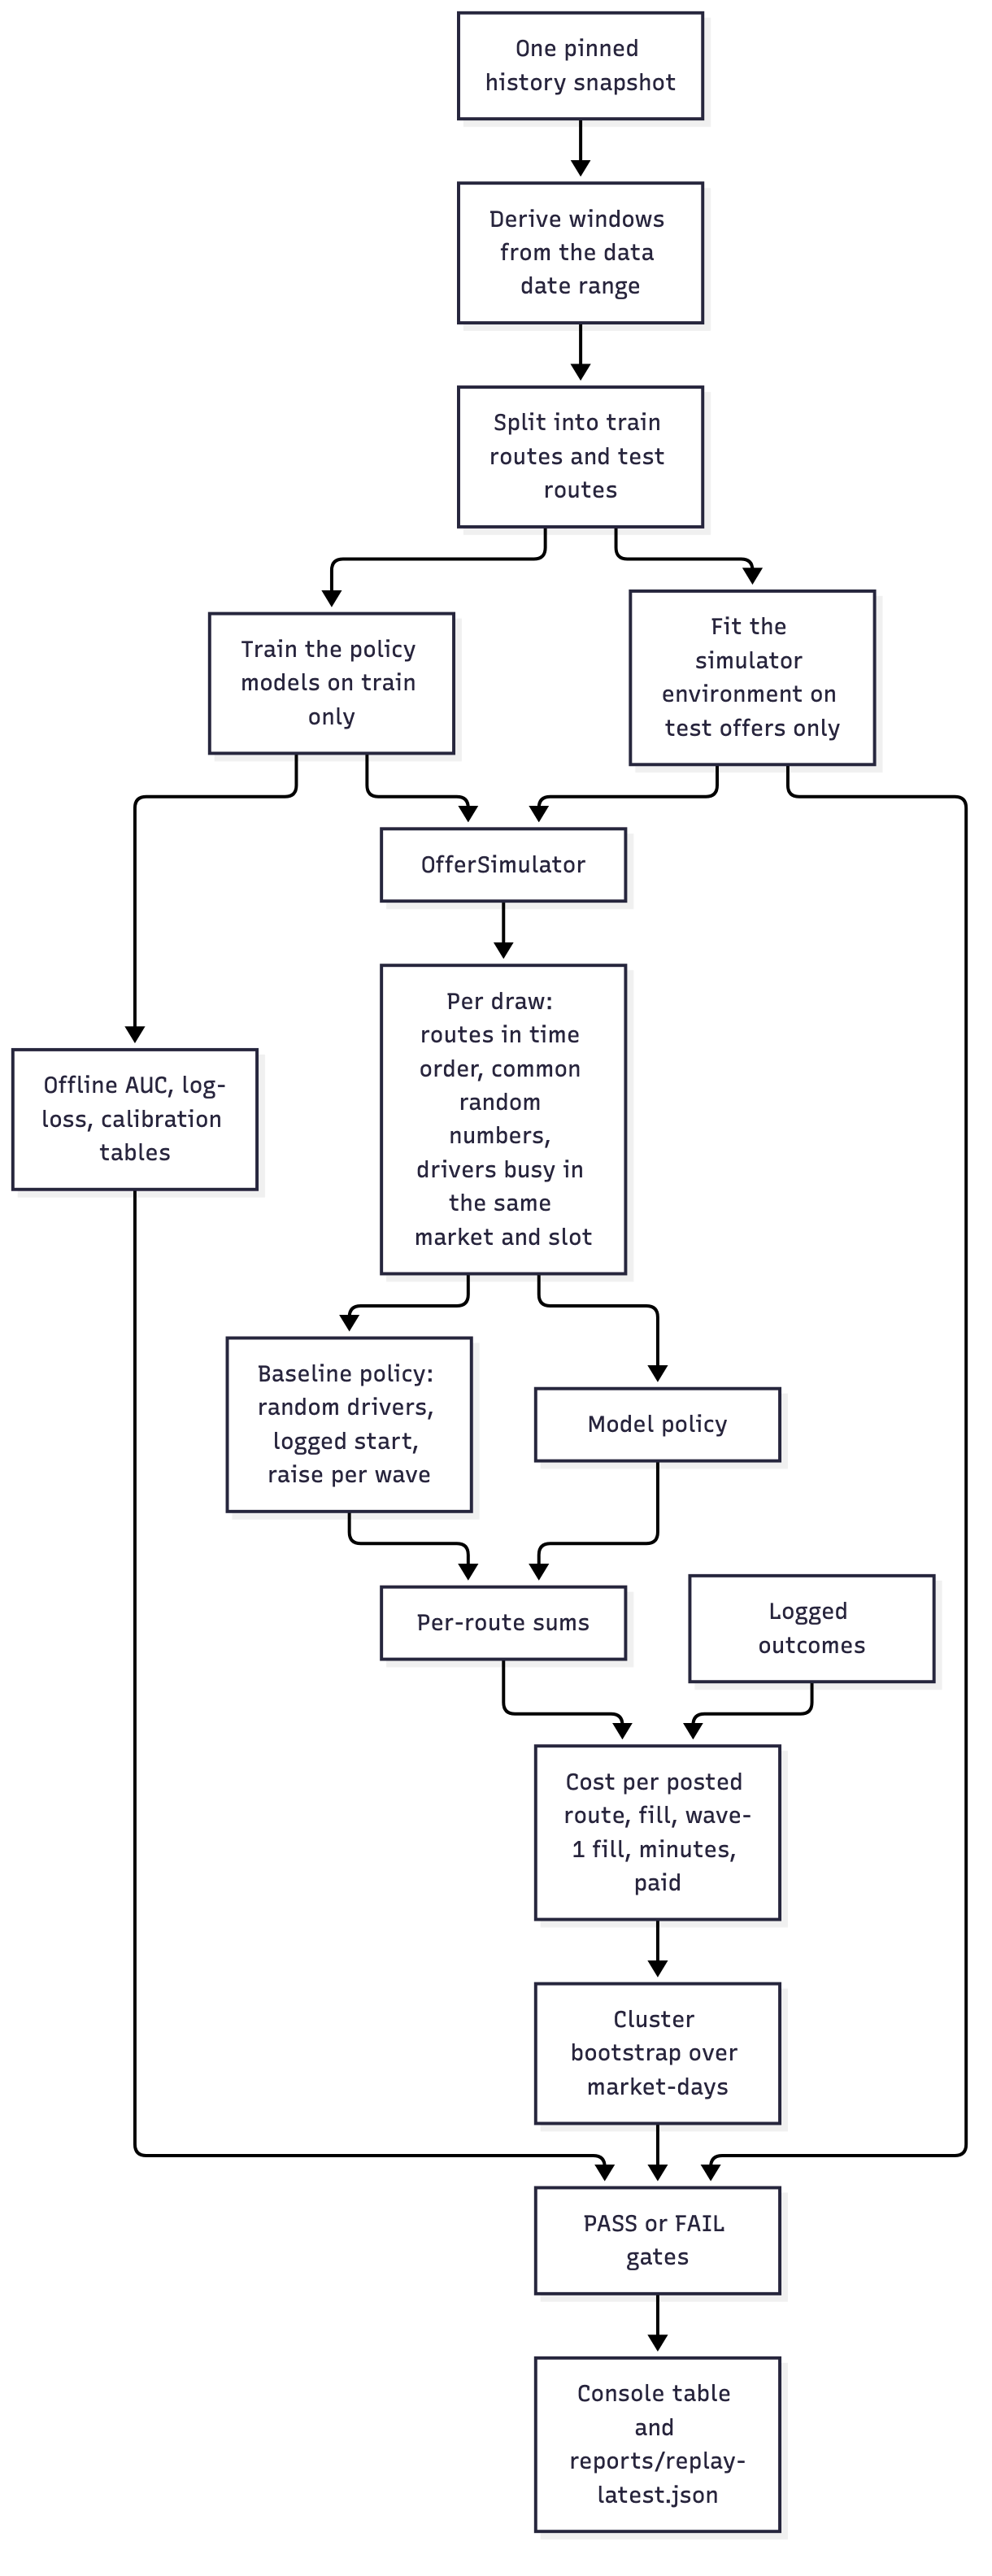 One pinned
history snapshot
Derive windows
from the data
date range
Split into train
routes and test
routes
Train the policy
models on train
only
Fit the
simulator
environment on
test offers only
OfferSimulator
Per draw:
routes in time
order, common
random
numbers,
drivers busy in
the same
market and slot
Offline AUC, log-
loss, calibration
tables
Baseline policy:
random drivers,
logged start,
raise per wave
Model policy
Per-route sums
Logged
outcomes
Cost per posted
route, fill, wave-
1 fill, minutes,
paid
Cluster
bootstrap over
market-days
PASS or FAIL
gates
Console table
and
reports/replay-
latest.json